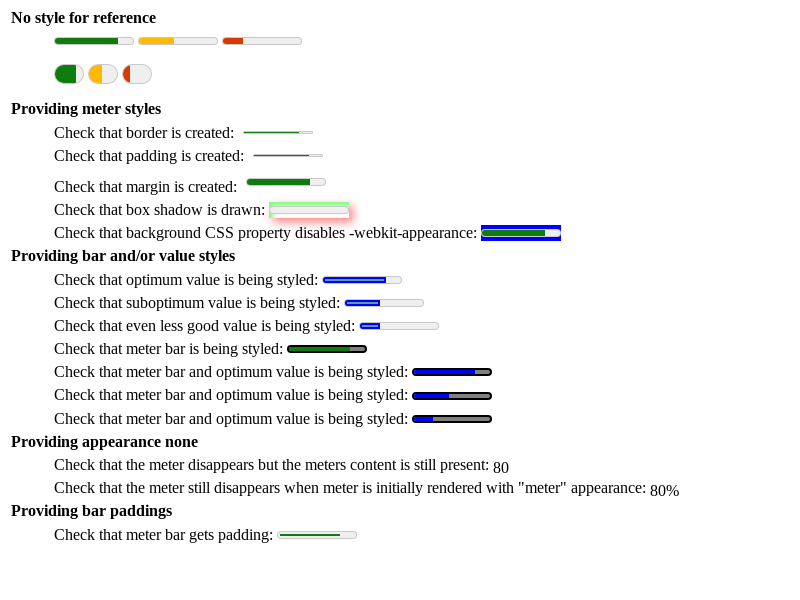 No style for reference
Providing meter styles
Check that border is created:
Check that padding is created:
Check that margin is created:
Check that box shadow is drawn:
Check that background CSS property disables -webkit-appearance:
Providing bar and/or value styles
Check that optimum value is being styled:
Check that suboptimum value is being styled:
Check that even less good value is being styled:
Check that meter bar is being styled:
Check that meter bar and optimum value is being styled:
Check that meter bar and optimum value is being styled:
Check that meter bar and optimum value is being styled:
Providing appearance none
Check that the meter disappears but the meters content is still present: 80
Check that the meter still disappears when meter is initially rendered with "meter" appearance: 80%
Providing bar paddings
Check that meter bar gets padding: